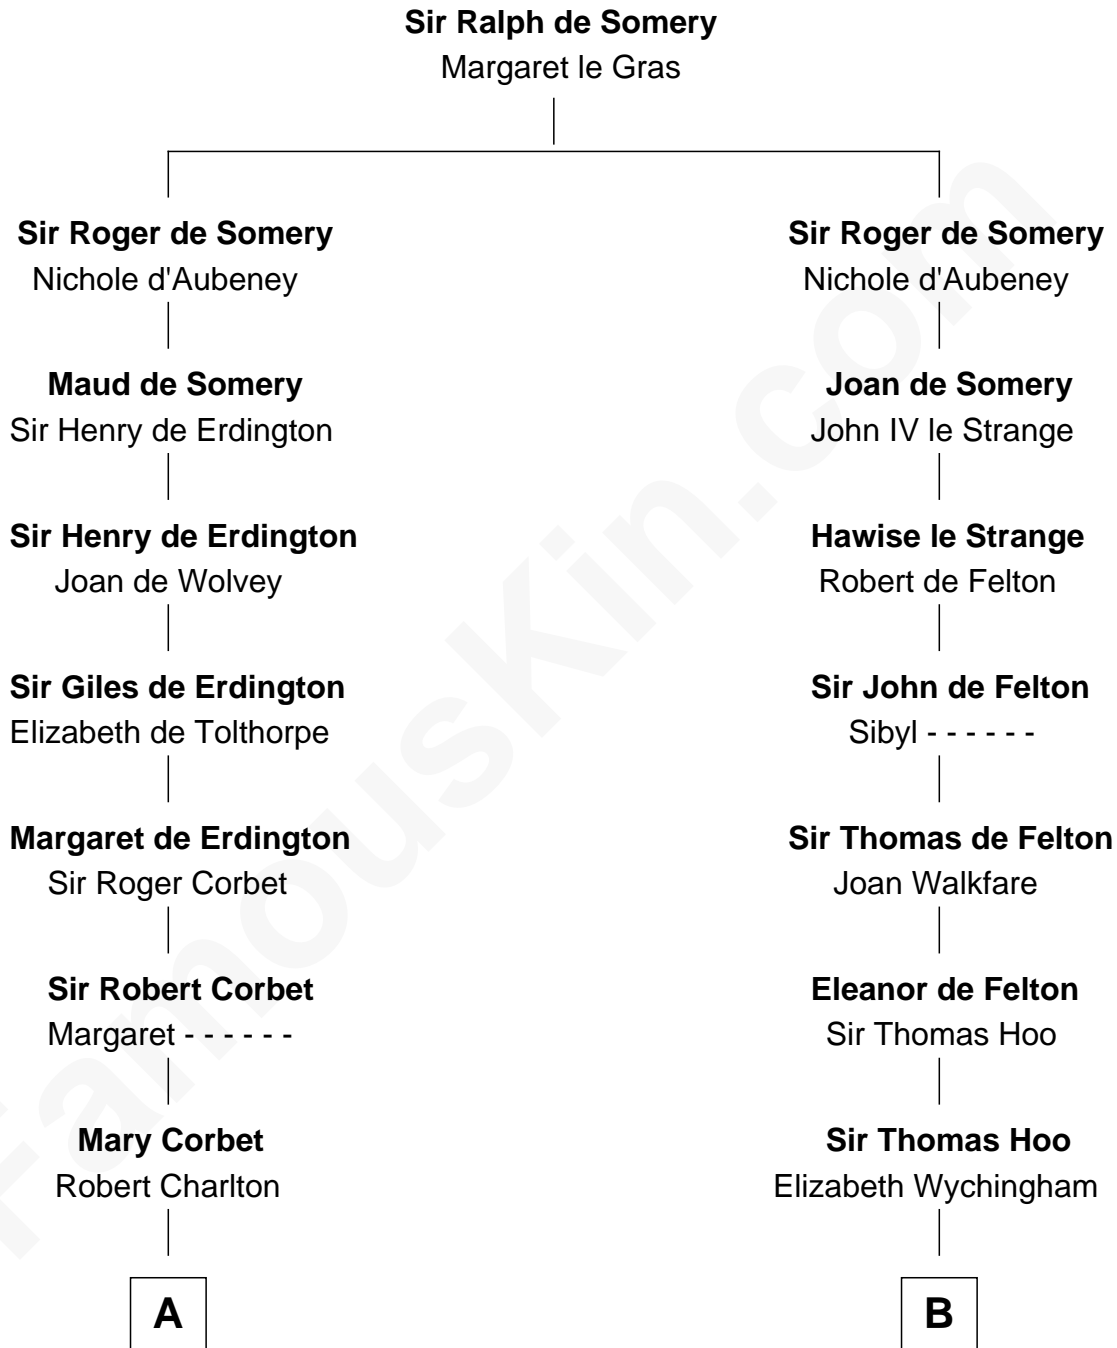 Sir Ralph de Somery
Margaret le Gras
Sir Roger de Somery
Nichole d'Aubeney
Sir Roger de Somery
Nichole d'Aubeney
Maud de Somery
Sir Henry de Erdington
Joan de Somery
John IV le Strange
Sir Henry de Erdington
Joan de Wolvey
Hawise le Strange
Robert de Felton
Sir Giles de Erdington
Elizabeth de Tolthorpe
Sir John de Felton
Sibyl - - - - - -
Margaret de Erdington
Sir Roger Corbet
Sir Thomas de Felton
Joan Walkfare
Sir Robert Corbet
Margaret - - - - - -
Eleanor de Felton
Sir Thomas Hoo
Mary Corbet
Robert Charlton
Sir Thomas Hoo
Elizabeth Wychingham
A
B
FamousKin.com